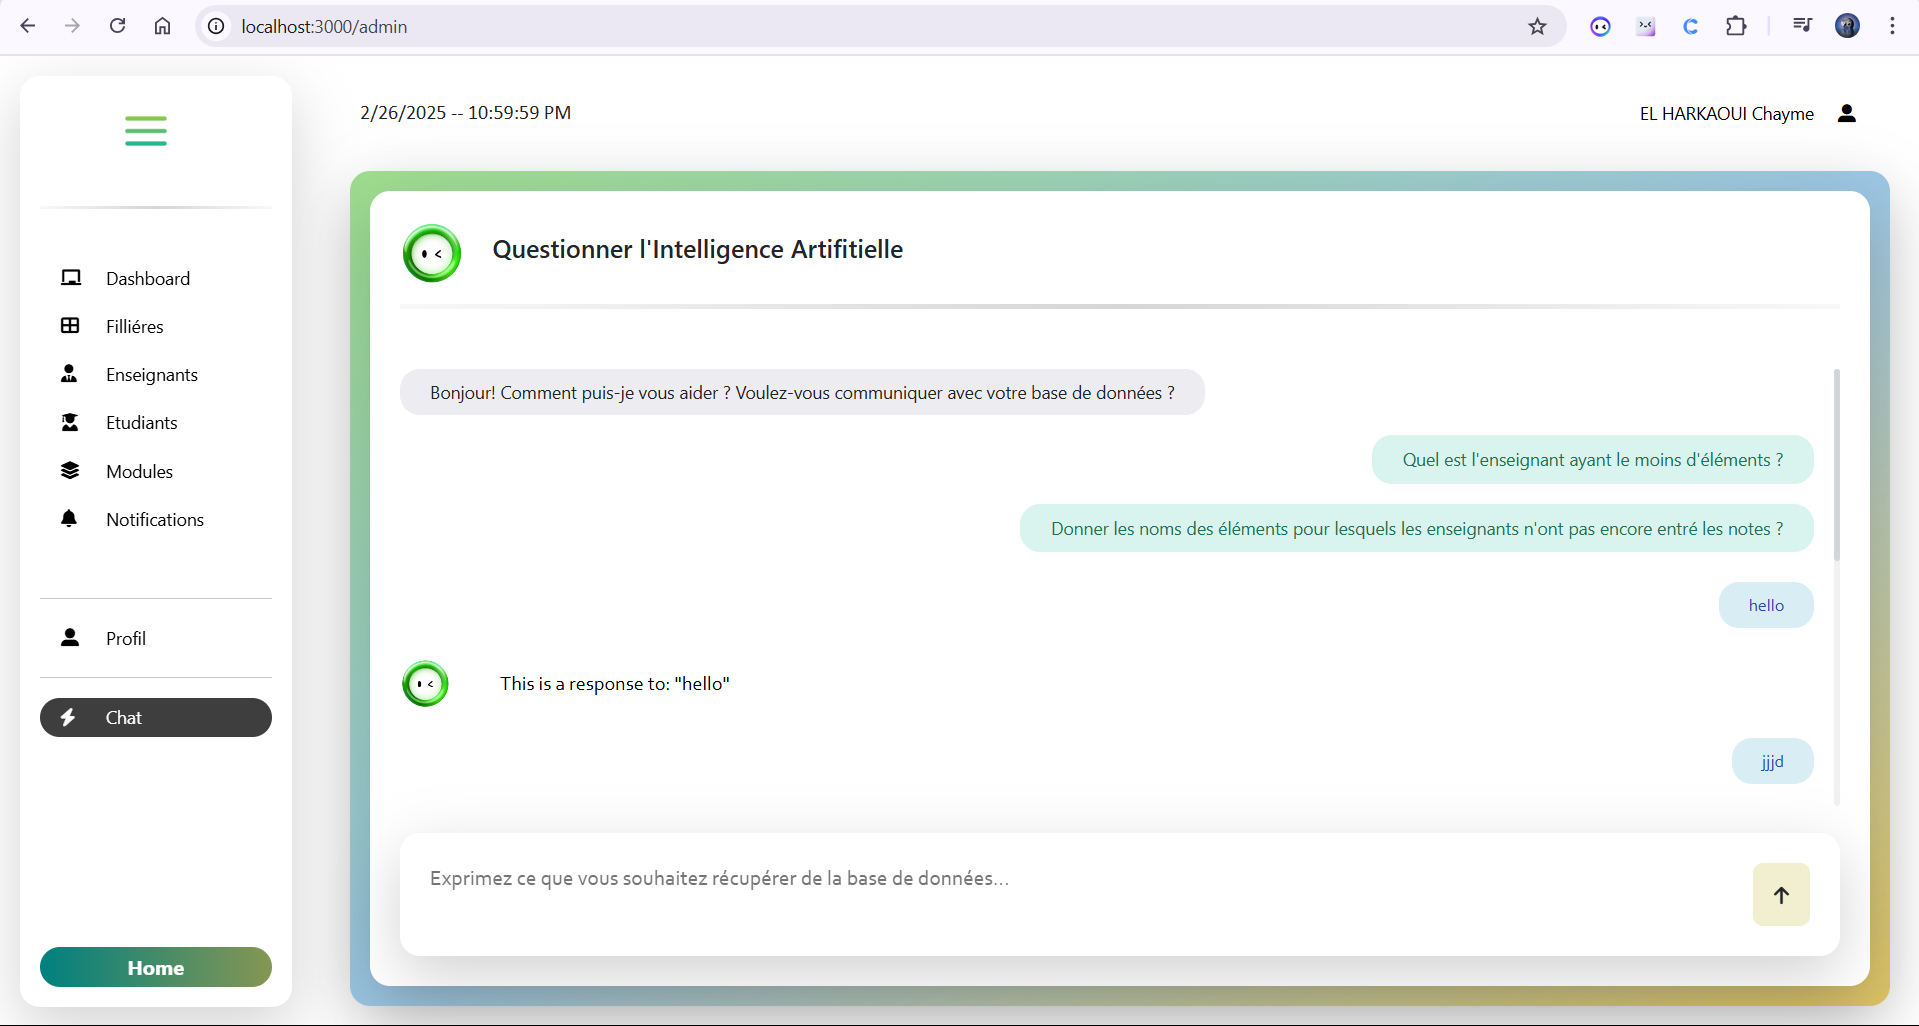 localhost:3000/admin
2/26/2025 -- 10:59:59 PM
EL HARKAOUI Chayme
Dashboard
Filliéres
Enseignants
Etudiants
Modules
Notifications
Profil
Chat
Home
Questionner l'Intelligence Artifitielle
Bonjour! Comment puis-je vous aider ? Voulez-vous communiquer avec votre base de données ?
Quel est l'enseignant ayant le moins d'éléments ?
Donner les noms des éléments pour lesquels les enseignants n'ont pas encore entré les notes ?
hello
This is a response to: "hello"
jjjd
Exprimez ce que vous souhaitez récupérer de la base de données...